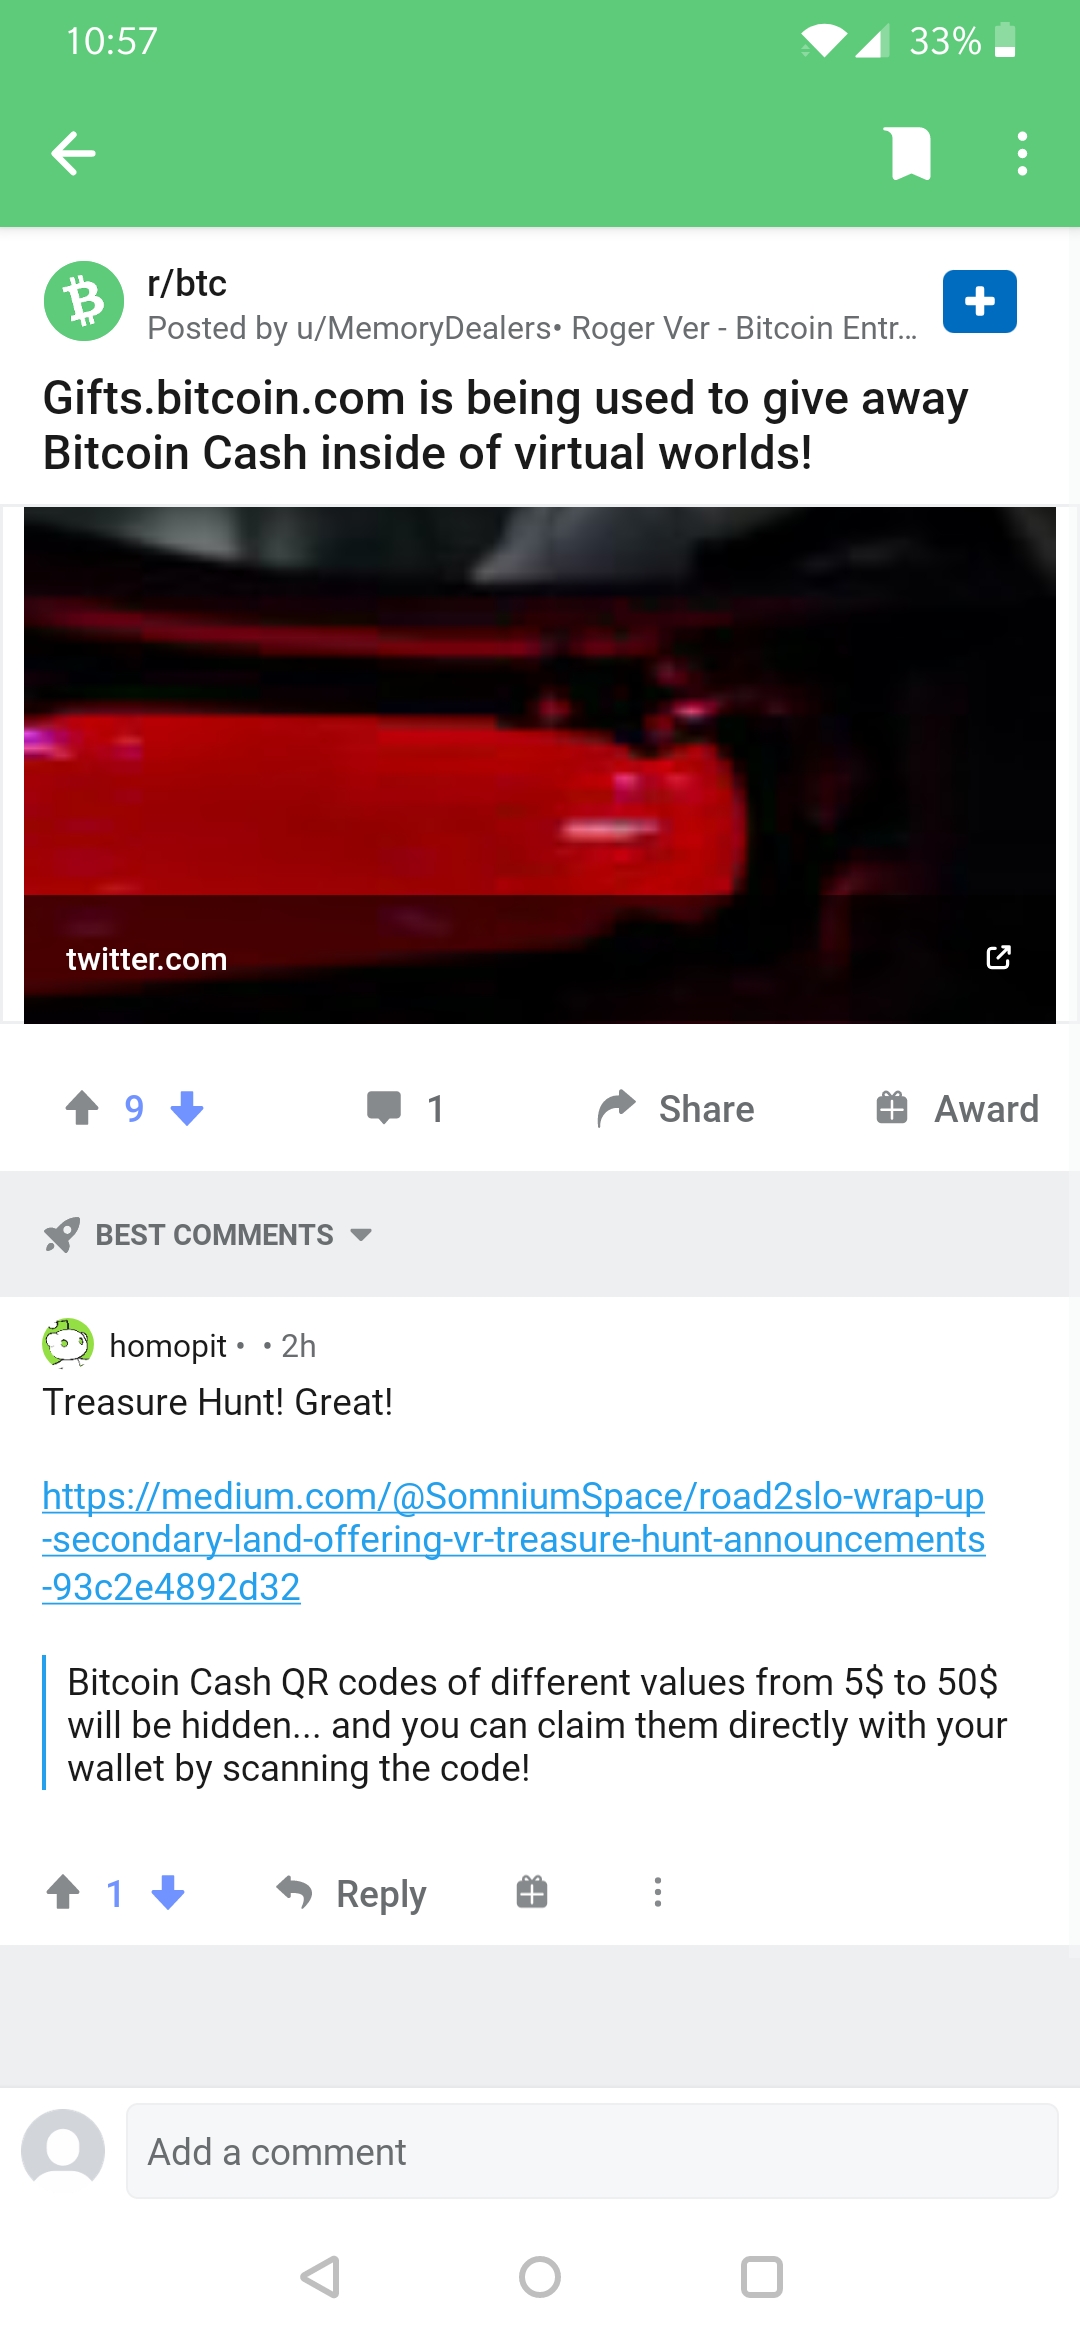 10:57
33%
r/btc
Posted by u/MemoryDealers• Roger Ver - Bitcoin Entr...
Gifts.bitcoin.com is being used to give away
Bitcoin Cash inside of virtual worlds!
twitter.com
9
1
Share
Award
BEST COMMENTS
homopit • • 2h
Treasure Hunt! Great!
https://medium.com/@SomniumSpace/road2slo-wrap-up
-secondary-land-offering-vr-treasure-hunt-announcements
-93c2e4892d32
Bitcoin Cash QR codes of different values from 5$ to 50$
will be hidden... and you can claim them directly with your
wallet by scanning the code!
1
Reply
Add a comment